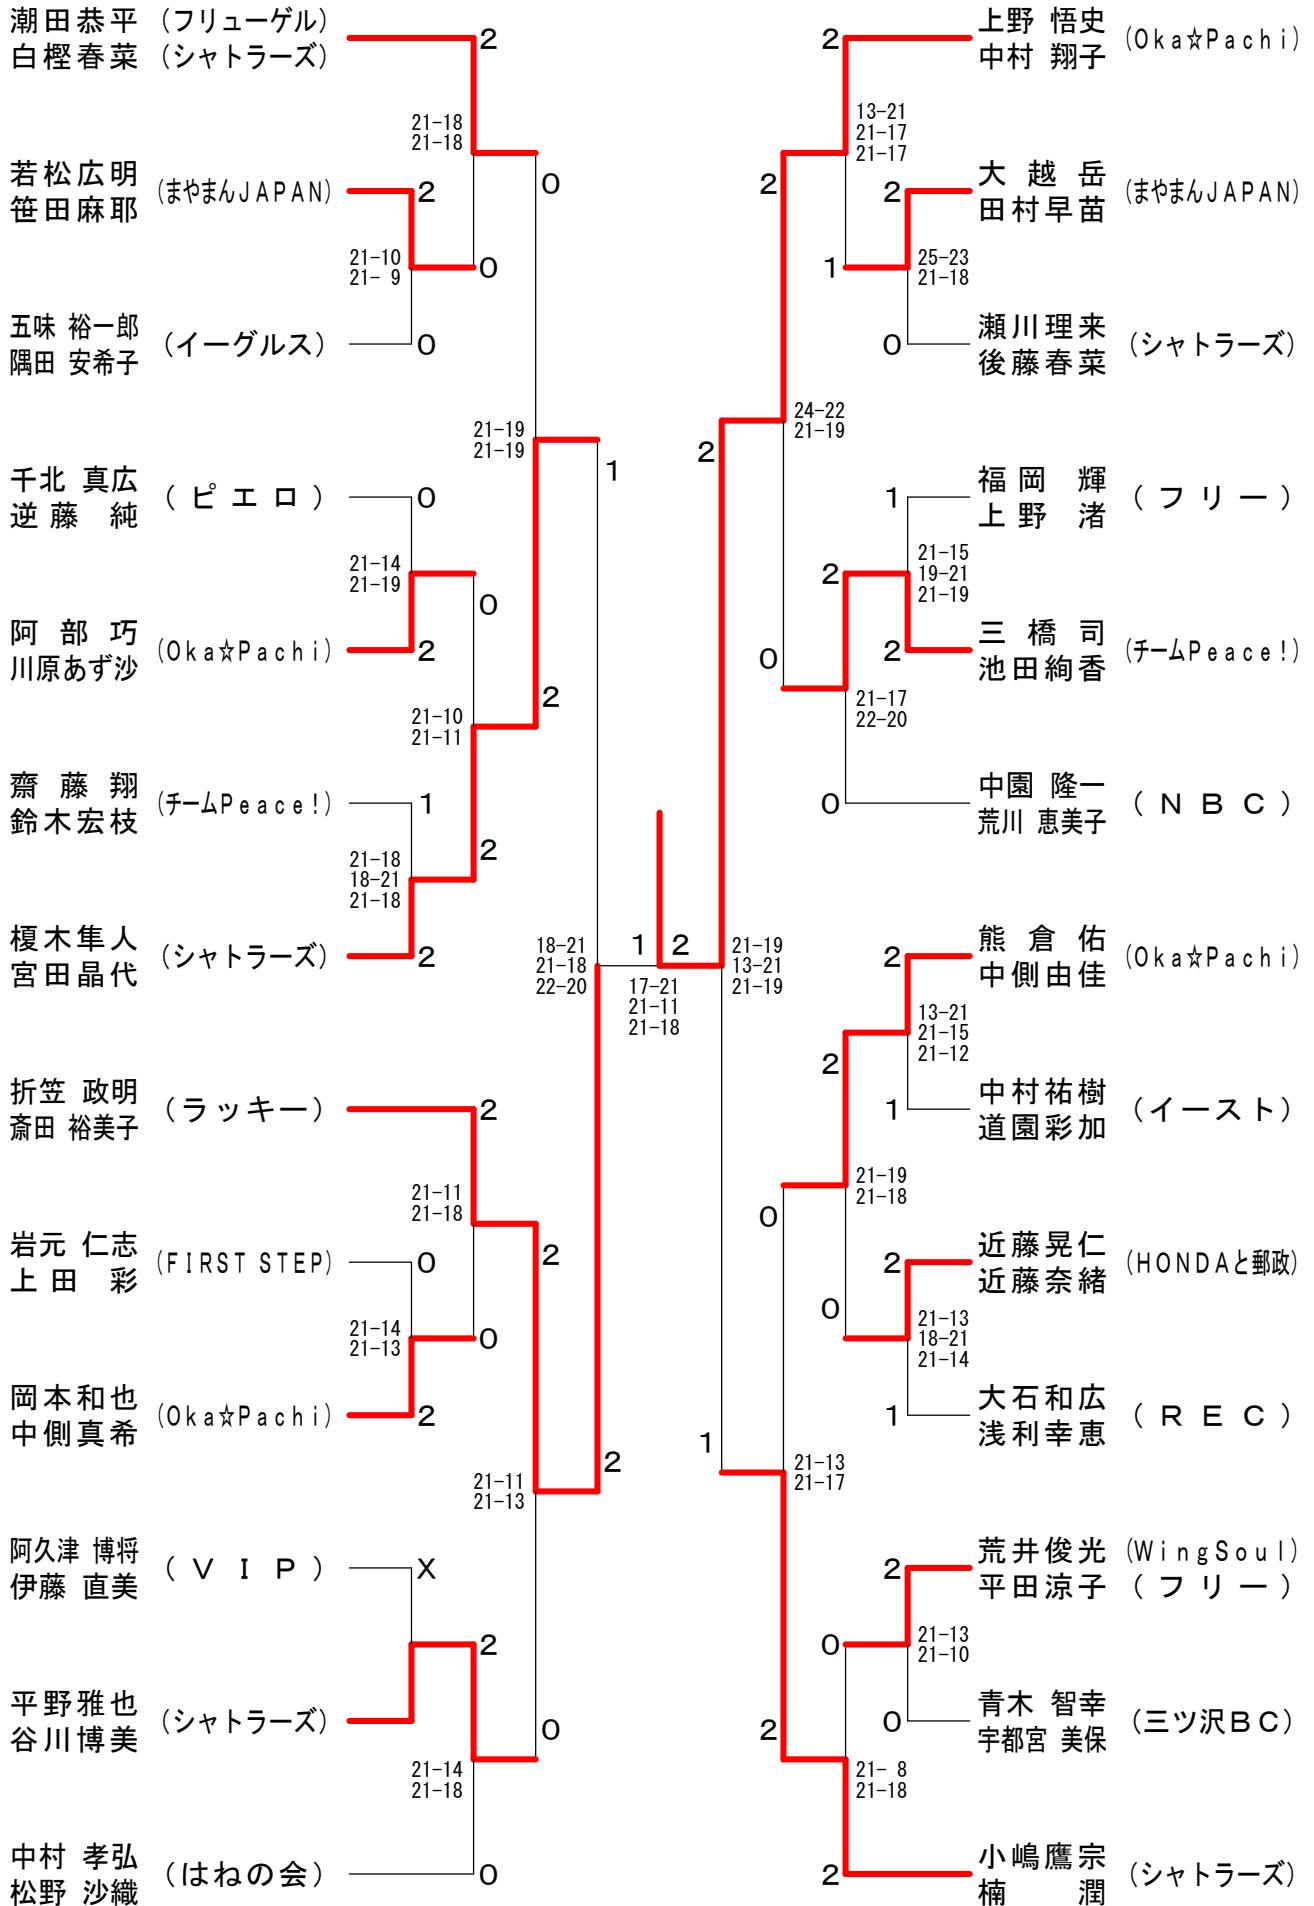 潮田恭平 (フリューゲル)
白樫春菜 (シャトラーズ)
2
21-18
21-18
0
若松広明
笹田麻耶
(まやまんJAPAN)
2
21-10
21- 9
0
五味 裕一郎
隅田 安希子
(イーグルス)
0
21-19
21-19
1
千北 真広
逆藤 純
(ピエロ)
0
21-14
21-19
0
阿部 巧
川原あず沙
(Oka☆Pachi)
2
21-10
21-11
2
齋藤 翔
鈴木宏枝
(チームPeace!)
1
21-18
18-21
21-18
2
榎木隼人
宮田晶代
(シャトラーズ)
2
18-21
21-18
22-20
1
2
17-21
21-11
21-18
折笠 政明
斎田 裕美子
(ラッキー)
2
21-11
21-18
2
岩元 仁志
上田 彩
(FIRST STEP)
0
21-14
21-13
0
岡本和也
中側真希
(Oka☆Pachi)
2
21-11
21-13
2
阿久津 博将
伊藤 直美
(VIP)
X
2
平野雅也
谷川博美
(シャトラーズ)
0
21-14
21-18
中村 孝弘
松野 沙織
(はねの会)
0
2
上野 悟史
中村 翔子
(Oka☆Pachi)
13-21
21-17
21-17
2
2
大越 岳
田村早苗
(まやまんJAPAN)
1
25-23
21-18
0
瀬川理来
後藤春菜
(シャトラーズ)
24-22
21-19
2
1
福岡 輝
上野 渚
(フリー)
2
21-15
19-21
21-19
0
2
三橋 司
池田絢香
(チームPeace!)
21-17
22-20
0
中園 隆一
荒川 恵美子
(NBC)
21-19
13-21
21-19
2
熊倉 佑
中側由佳
(Oka☆Pachi)
2
13-21
21-15
21-12
1
中村祐樹
道園彩加
(イースト)
0
21-19
21-18
2
近藤晃仁
近藤奈緒
(HONDAと郵政)
0
21-13
18-21
21-14
1
大石和広
浅利幸恵
(REC)
1
21-13
21-17
2
荒井俊光 (WingSoul)
平田涼子 (フリー)
0
21-13
21-10
0
青木 智幸
宇都宮 美保
(三ツ沢BC)
2
21- 8
21-18
2
小嶋鷹宗
楠 潤
(シャトラーズ)